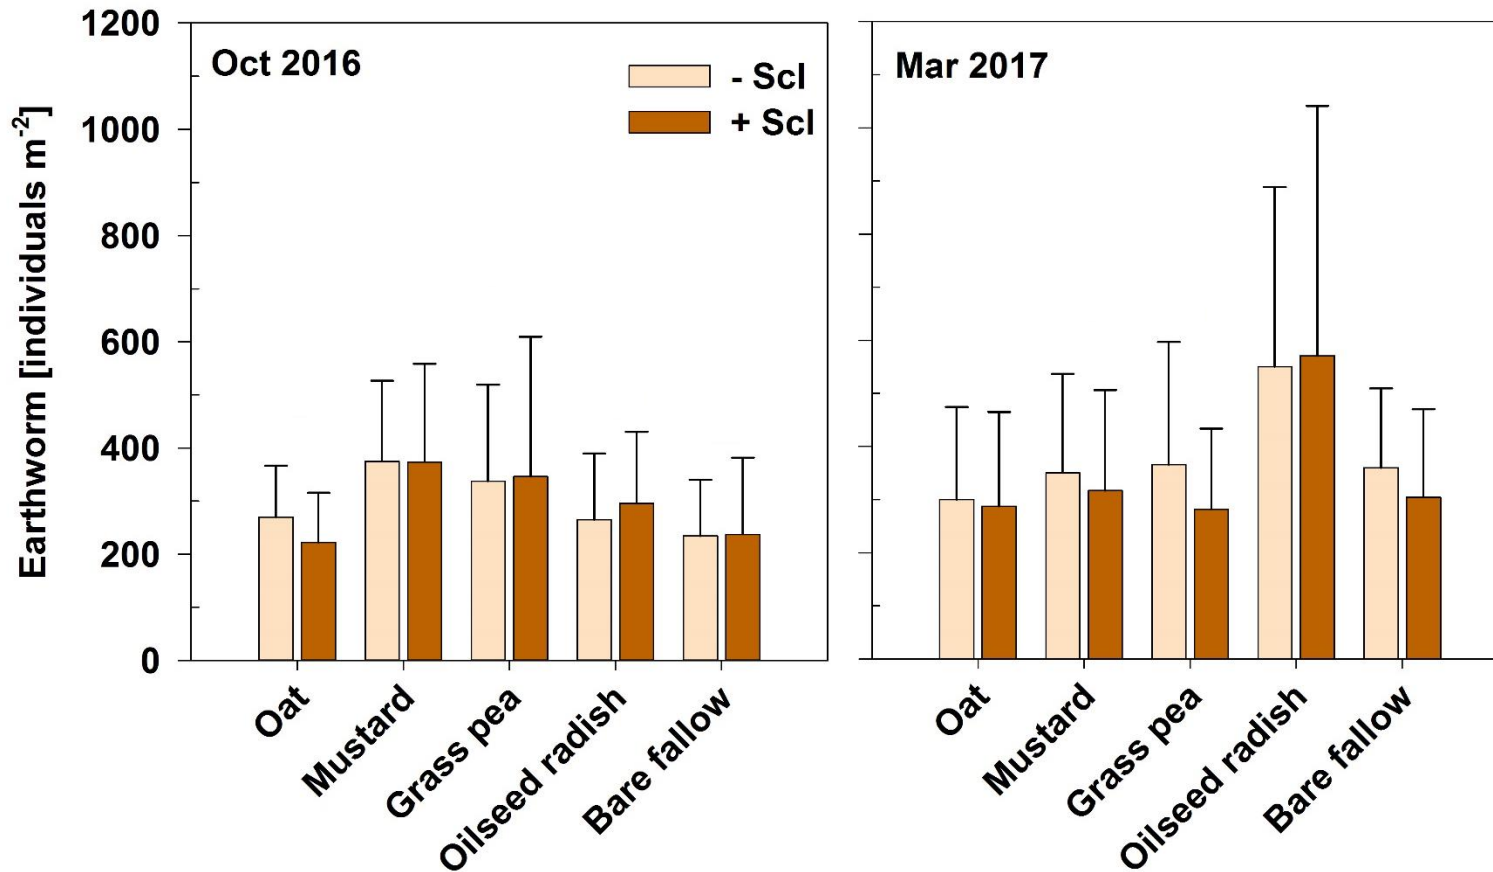 Earthworm [individuals m-2]
1200
1000
800
600
400
200
0
Oct 2016
- Scl
+ Scl
Oat
Mustard
Grass pea
Oilseed radish
Bare fallow
Mar 2017
Oat
Mustard
Grass pea
Oilseed radish
Bare fallow